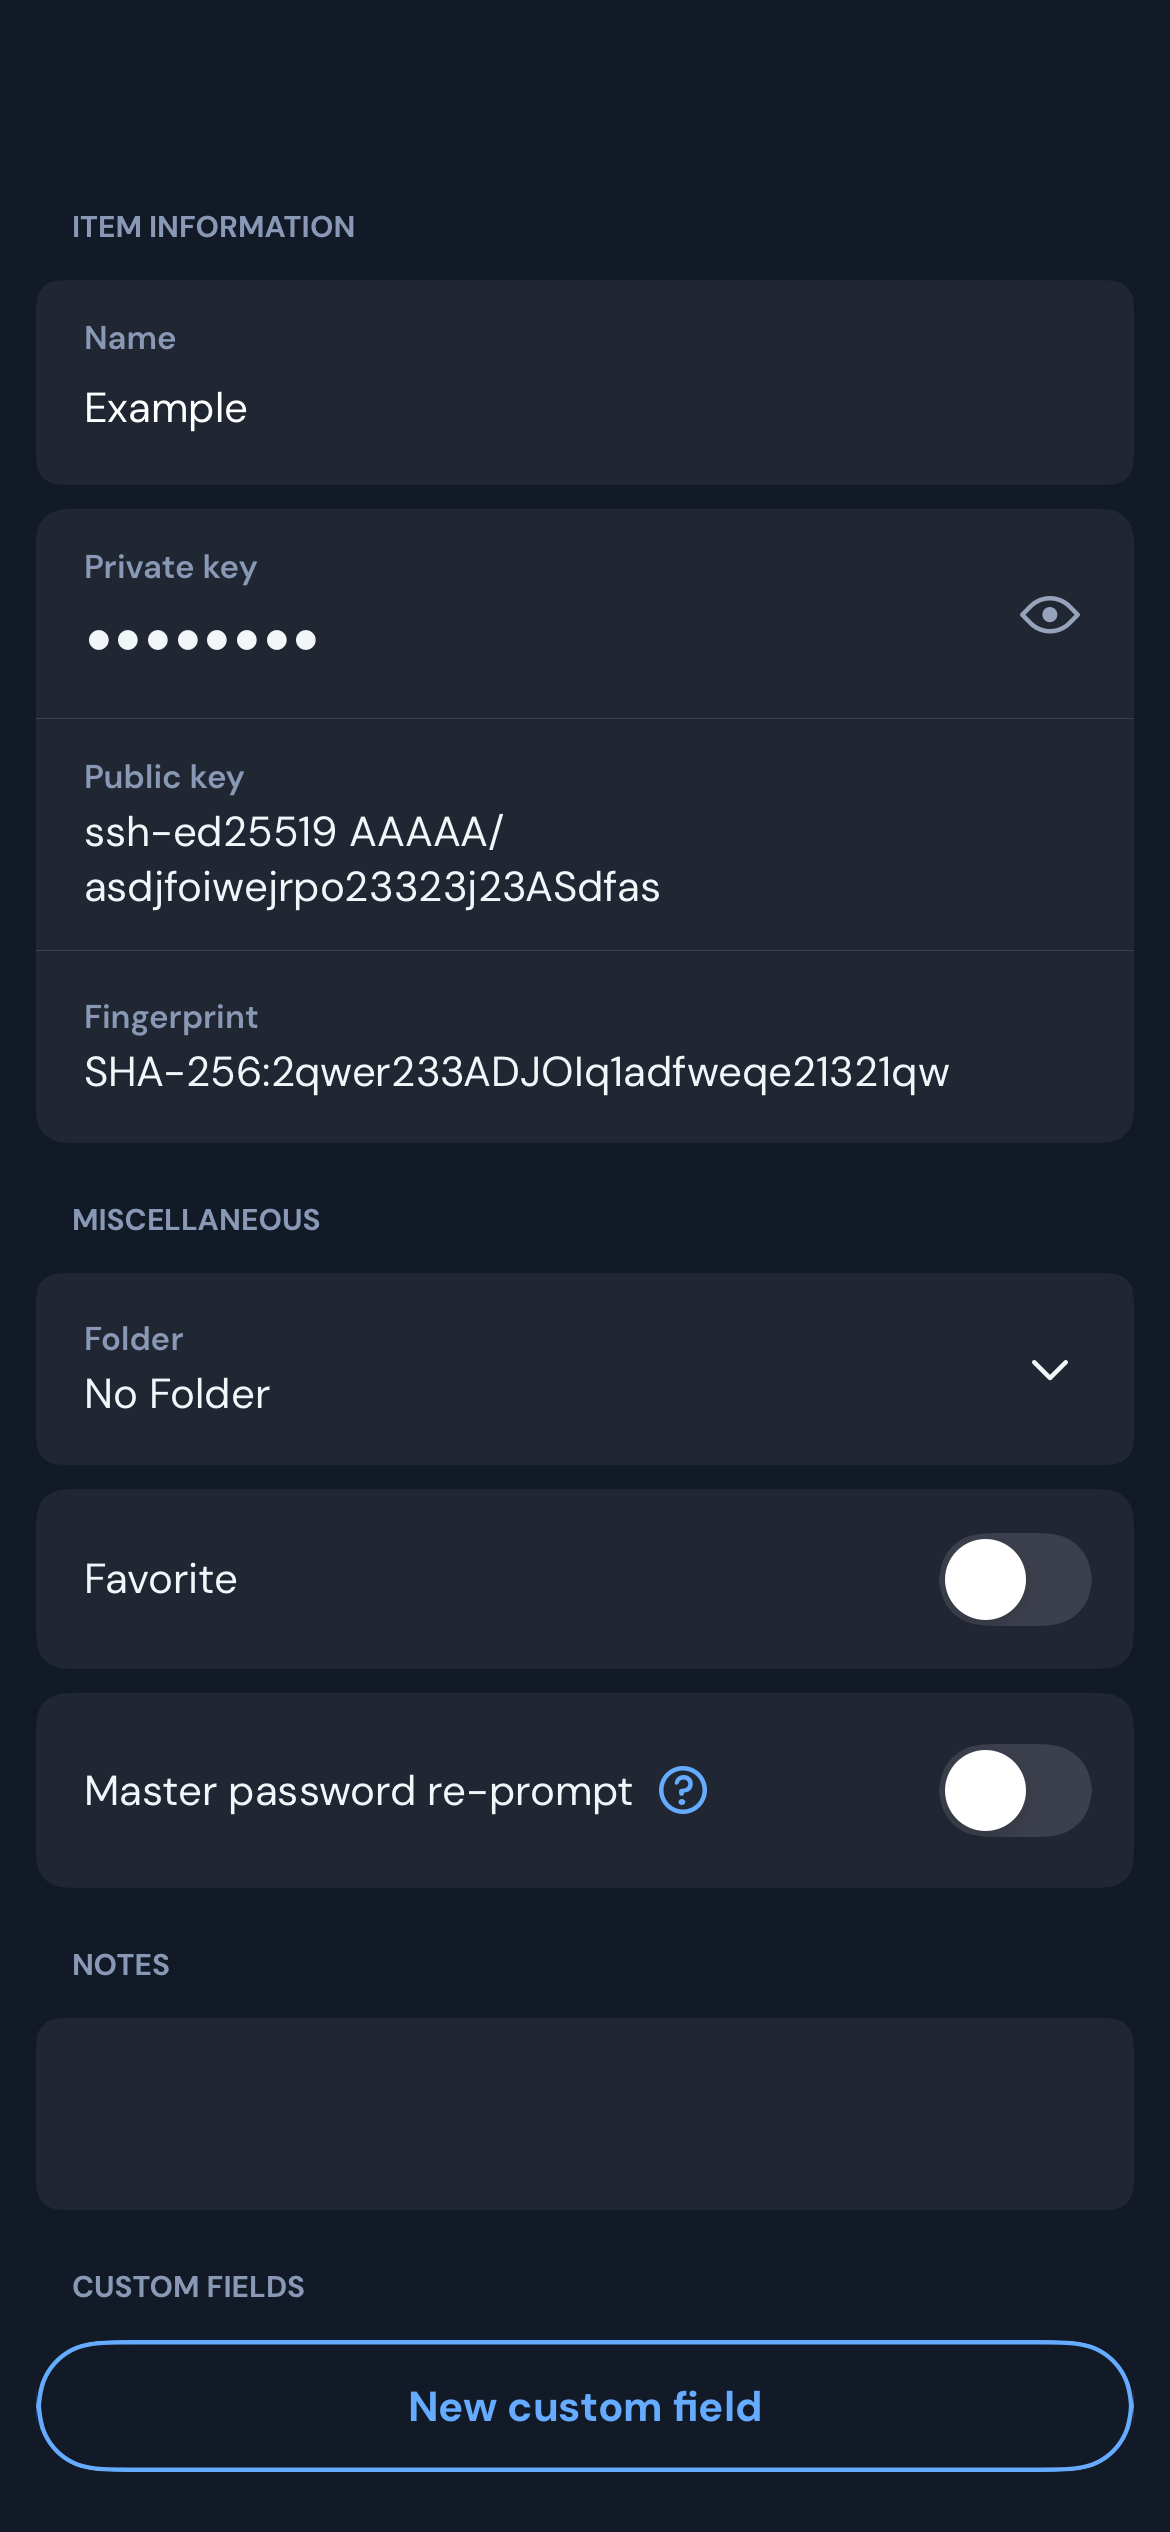 ITEM INFORMATION
Name
Example
Private key
●●●●●●●●
Public key
ssh-ed25519 AAAAA/
asdjfoiwejrpo23323j23ASdfas
Fingerprint
SHA-256:2qwer233ADJOIq1adfweqe21321qw
MISCELLANEOUS
Folder
No Folder
Favorite
Master password re-prompt
NOTES
CUSTOM FIELDS
New custom field